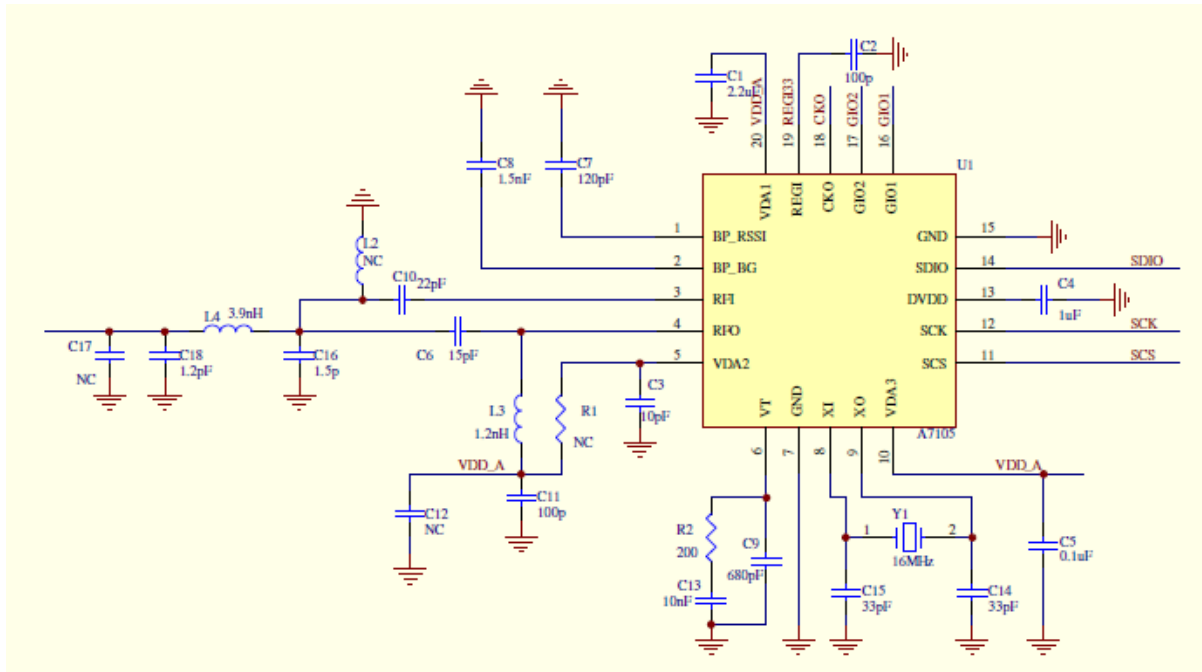 C2
100p
C1
2.2uF
VDD_A
REGI33
CKO
GIO2
GIO1
20
19
18
17
16
U1
C8
1.5nF
C7
120pF
VDA1
REGI
CKO
GIO2
GIO1
1
BP_RSSI
GND
15
2
BP_BG
SDIO
14
SDIO
L2
NC
C10
22pF
3
RFI
DVDD
13
C4
1uF
L4
3.9nH
4
RFO
SCK
12
SCK
C17
NC
C18
1.2pF
C16
1.5p
C6
15pF
5
VDA2
SCS
11
SCS
C3
10pF
L3
1.2nH
R1
NC
VT
GND
XI
XO
VDA3
A7105
6
7
8
9
10
VDD_A
VDD_A
C12
NC
C11
100p
R2
200
C9
680pF
Y1
1
2
16MHz
C5
0.1uF
C13
10nF
C15
33pF
C14
33pF